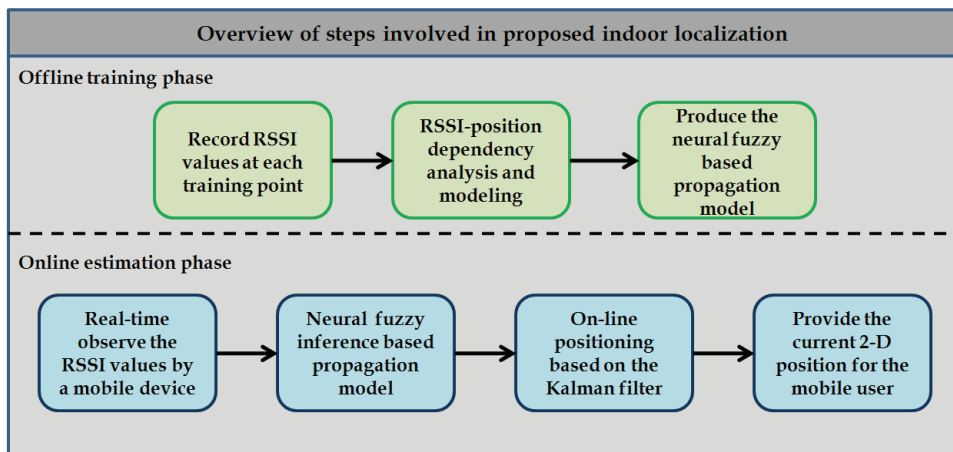 Overview of steps involved in proposed indoor localization
Offline training phase
Record RSSI
values at each
training point
RSSI-position
dependency
analysis and
modeling
Produce the
neural fuzzy
based
propagation
model
Online estimation phase
Real-time
observe the
RSSI values by
a mobile device
Neural fuzzy
inference based
propagation
model
On-line
positioning
based on the
Kalman filter
Provide the
current 2-D
position for the
mobile user